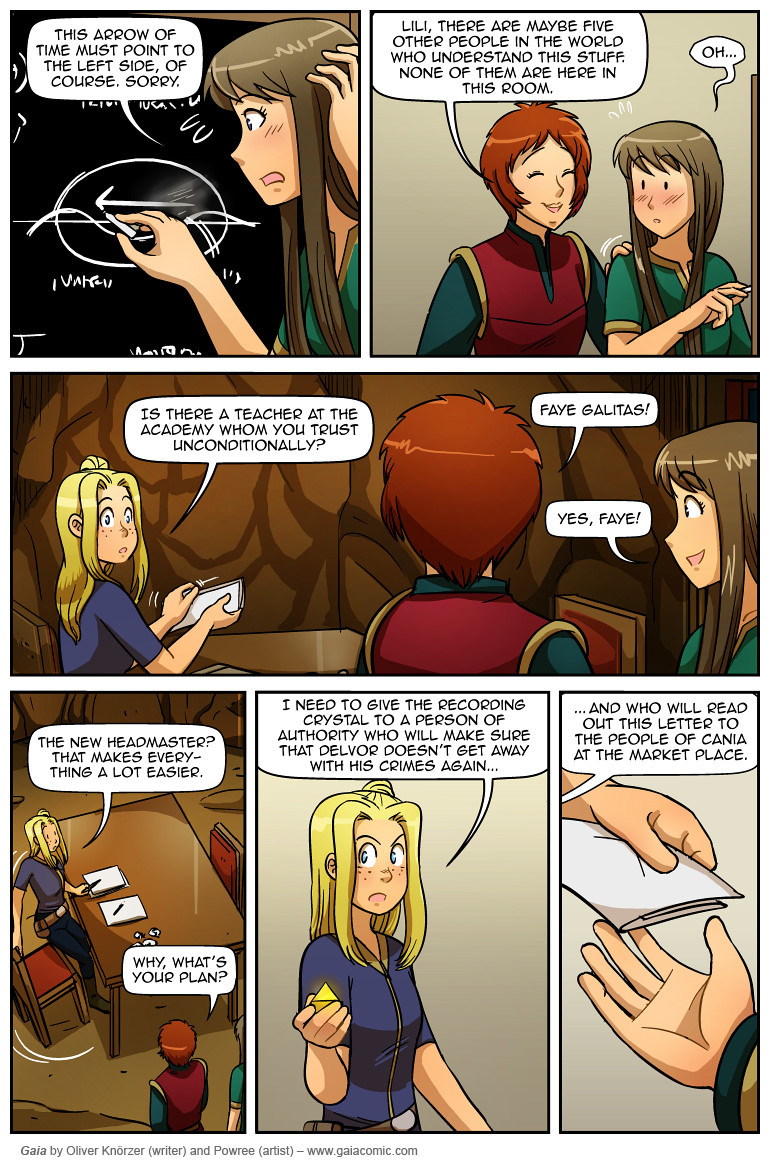 THIS ARROW OF
TIME MUST POINT TO
THE LEFT SIDE, OF
COURSE. SORRY.
LILI, THERE ARE MAYBE FIVE
OTHER PEOPLE IN THE WORLD
WHO UNDERSTAND THIS STUFF.
NONE OF THEM ARE HERE IN
THIS ROOM.
OH...
IS THERE A TEACHER AT THE
ACADEMY WHOM YOU TRUST
UNCONDITIONALLY?
FAYE GALITAS!
YES, FAYE!
THE NEW HEADMASTER?
THAT MAKES EVERY-
THING A LOT EASIER.
WHY, WHAT'S
YOUR PLAN?
I NEED TO GIVE THE RECORDING
CRYSTAL TO A PERSON OF
AUTHORITY WHO WILL MAKE SURE
THAT DELVOR DOESN'T GET AWAY
WITH HIS CRIMES AGAIN...
...AND WHO WILL READ
OUT THIS LETTER TO
THE PEOPLE OF CANIA
AT THE MARKET PLACE.
Gaia by Oliver Knörzer (writer) and Powree (artist) – www.gaiacomic.com